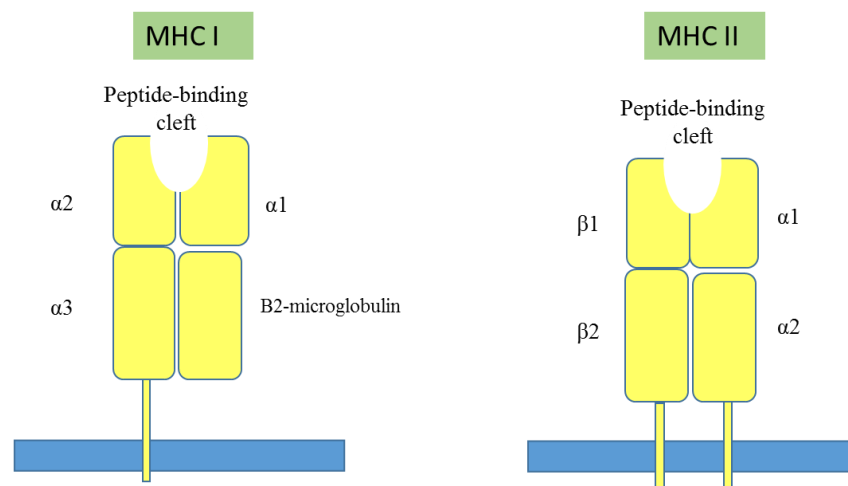 MHC I
Peptide-binding
cleft
α2
α1
α3
B2-microglobulin
MHC II
Peptide-binding
cleft
β1
α1
β2
α2